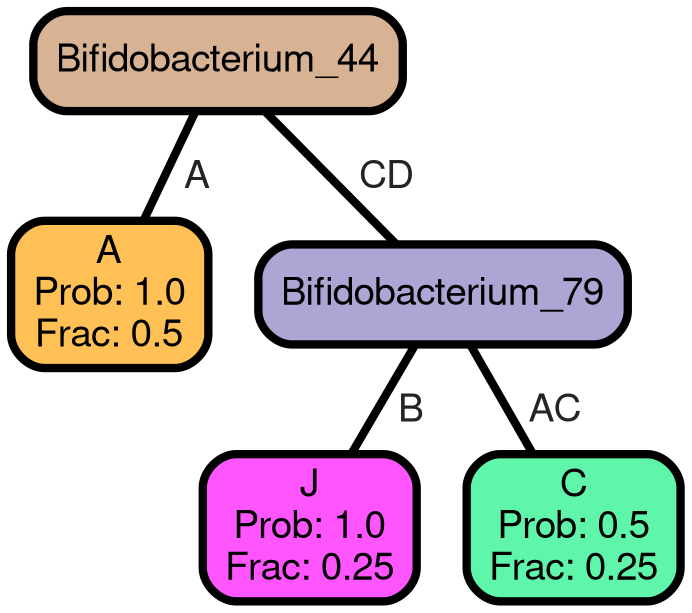 Bifidobacterium_44
A
CD
A
Prob: 1.0
Frac: 0.5
Bifidobacterium_79
B
AC
J
Prob: 1.0
Frac: 0.25
C
Prob: 0.5
Frac: 0.25